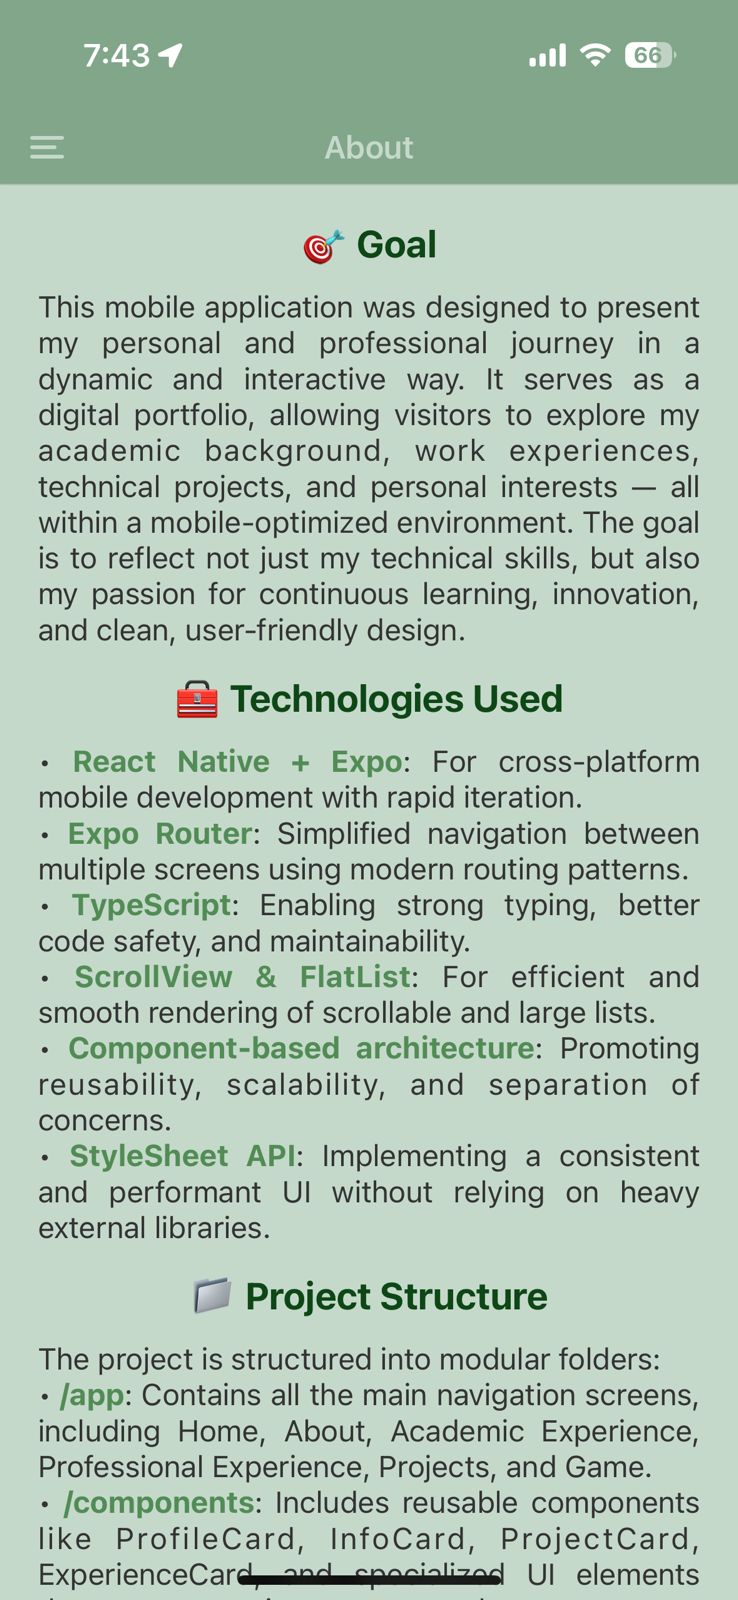 7:43
66
About
🎯 Goal
This mobile application was designed to present
my personal and professional journey in a
dynamic and interactive way. It serves as a
digital portfolio, allowing visitors to explore my
academic background, work experiences,
technical projects, and personal interests — all
within a mobile-optimized environment. The goal
is to reflect not just my technical skills, but also
my passion for continuous learning, innovation,
and clean, user-friendly design.
🧰 Technologies Used
• React Native + Expo: For cross-platform
mobile development with rapid iteration.
• Expo Router: Simplified navigation between
multiple screens using modern routing patterns.
• TypeScript: Enabling strong typing, better
code safety, and maintainability.
• ScrollView & FlatList: For efficient and
smooth rendering of scrollable and large lists.
• Component-based architecture: Promoting
reusability, scalability, and separation of
concerns.
• StyleSheet API: Implementing a consistent
and performant UI without relying on heavy
external libraries.
📁 Project Structure
The project is structured into modular folders:
• /app: Contains all the main navigation screens,
including Home, About, Academic Experience,
Professional Experience, Projects, and Game.
• /components: Includes reusable components
like ProfileCard, InfoCard, ProjectCard,
ExperienceCard, and specialized UI elements